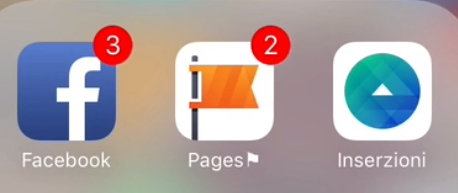 3 2
f
Facebook Pages⚑ Inserzioni